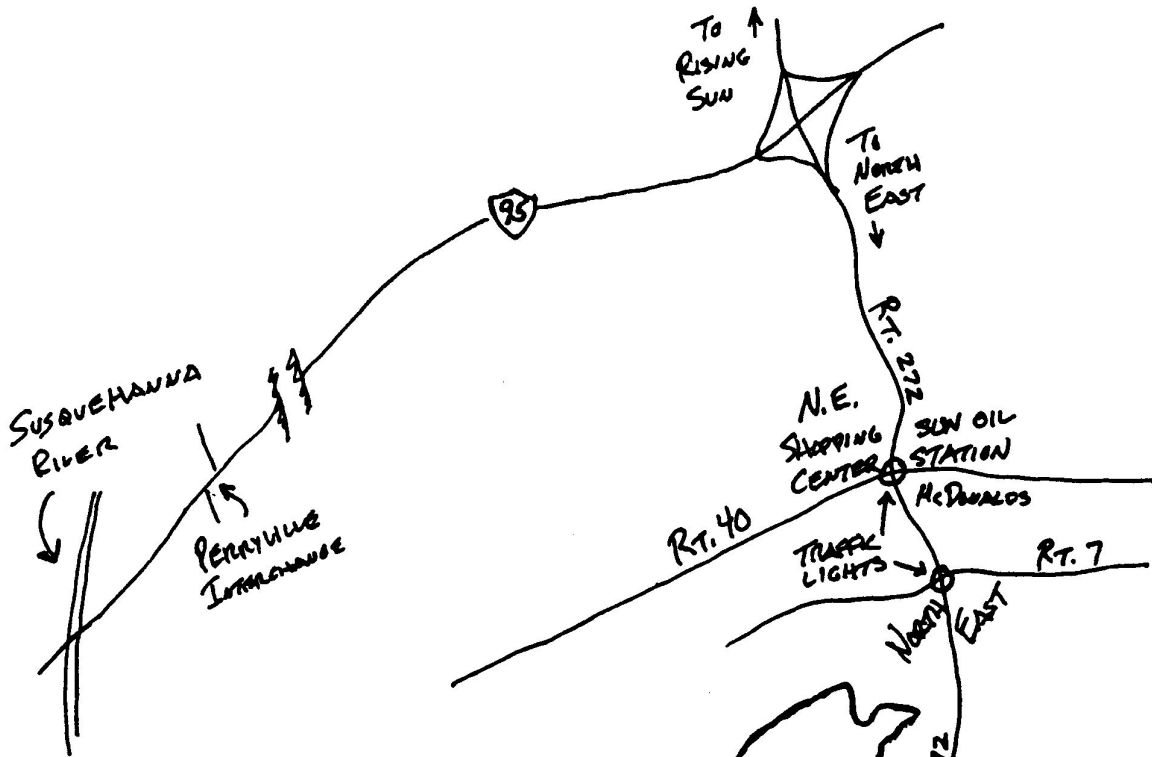 TO
RISING
SUN
TO
NORTH
EAST
95
RT. 272
SUSQUEHANNA
RIVER
N.E.
SHOPPING
CENTER
SUN OIL
STATION
McDONALDS
PERRYVILLE
INTERCHANGE
RT. 40
TRAFFIC
LIGHTS
RT. 7
NORTH EAST